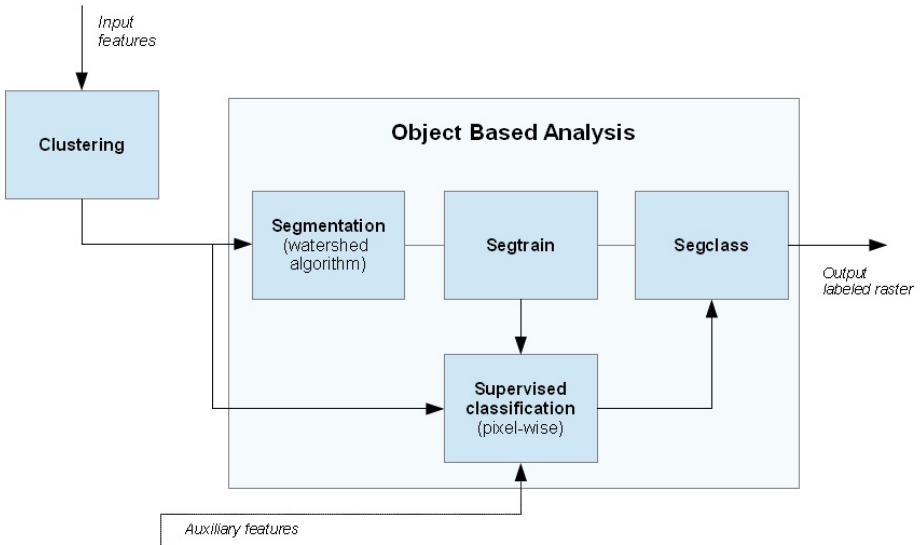 Input
features
Clustering
Object Based Analysis
Segmentation
(watershed
algorithm)
Segtrain
Segclass
Output
labeled raster
Supervised
classification
(pixel-wise)
Auxiliary features